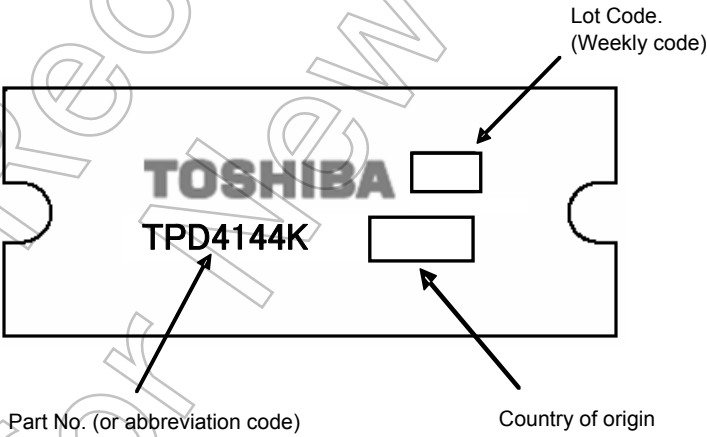 Lot Code.
(Weekly code)
TOSHIBA
TPD4144K
Part No. (or abbreviation code)
Country of origin